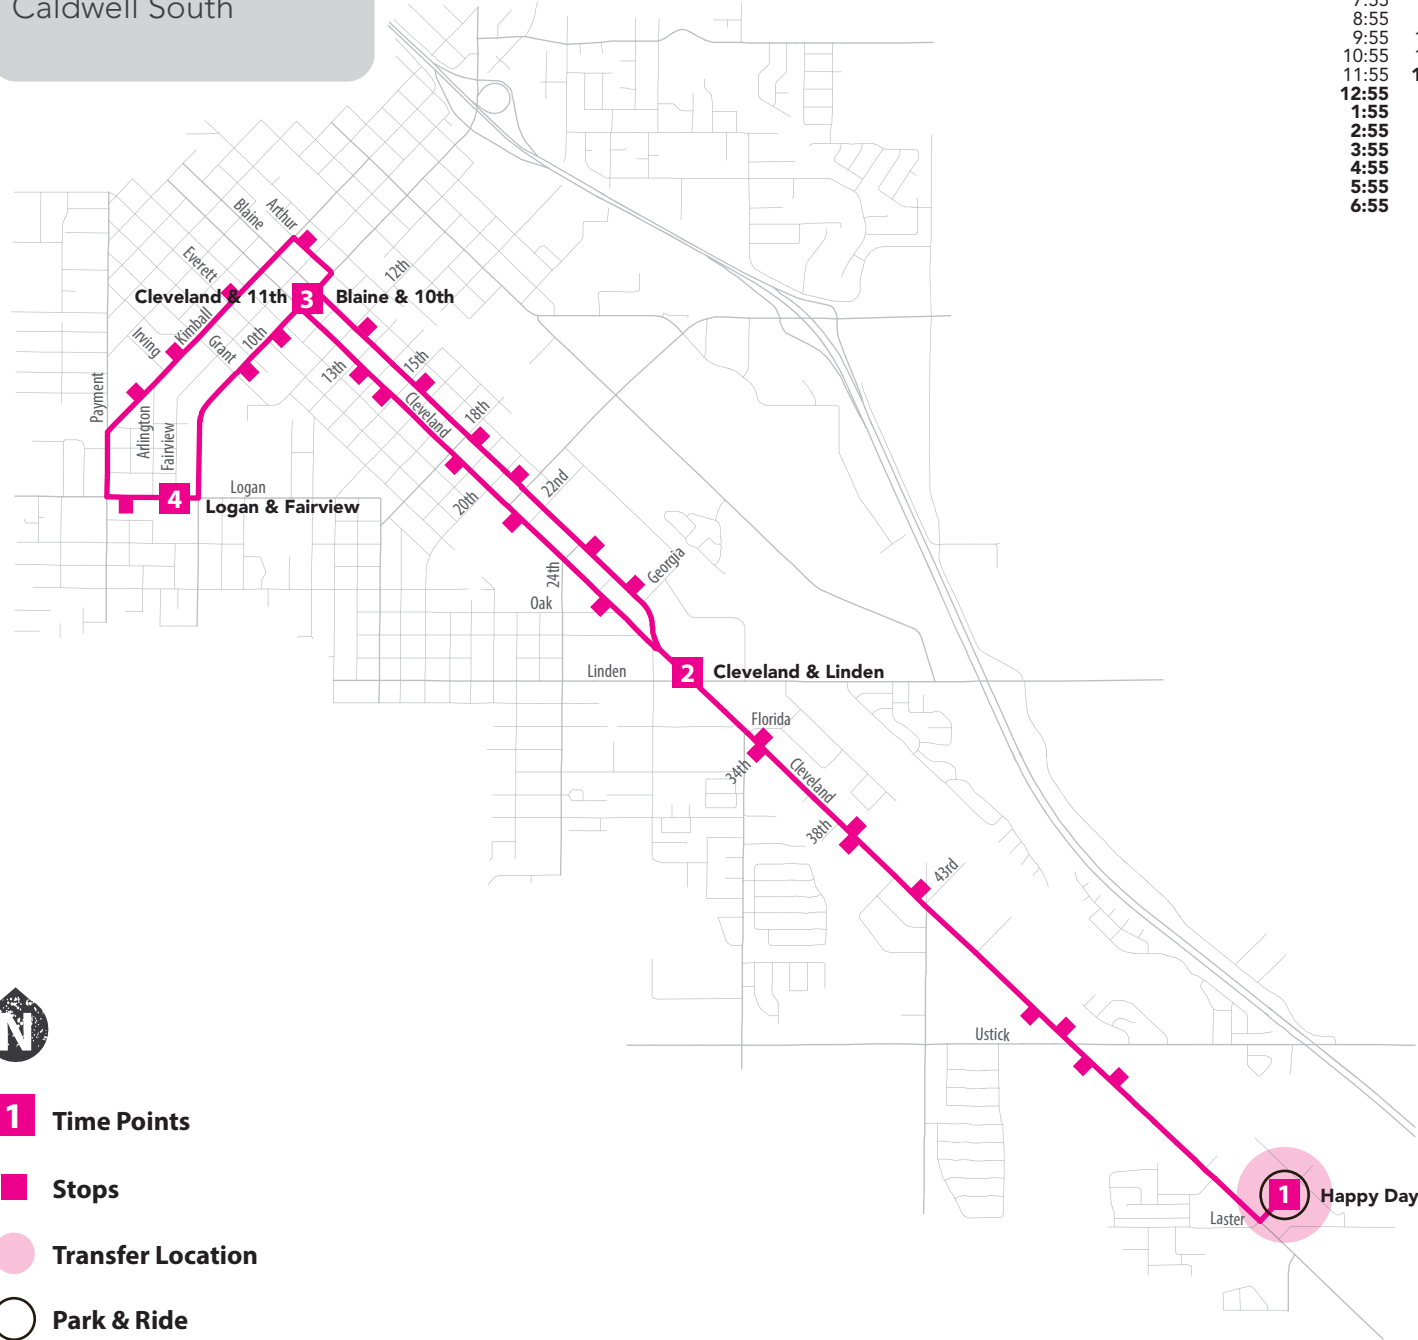 Caldwell South
8:55
9:55
10:55
11:55
12:55
1:55
2:55
3:55
4:55
5:55
6:55
Blaine
Arthur
12th
Everett
Cleveland & 11th
3
Blaine & 10th
Irving
Kimball
Grant
10th
13th
15th
Payment
Arlington
Fairview
Cleveland
18th
20th
22nd
Logan
4
Logan & Fairview
24th
Georgia
Oak
Linden
2
Cleveland & Linden
Florida
34th
Cleveland
38th
43rd
Ustick
N
1
Time Points
Stops
1
Happy Day
Laster
Transfer Location
Park & Ride